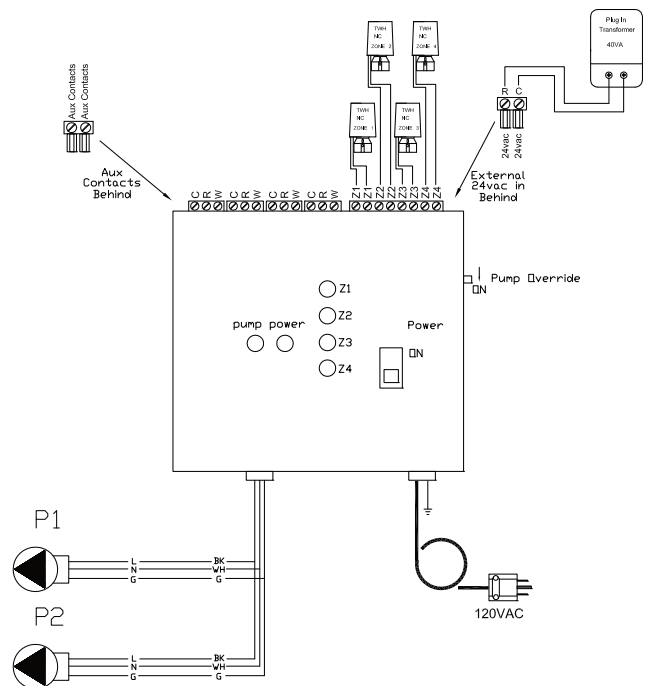 Plug In
Transformer
40VA
Aux Contacts
Aux Contacts
TWH
NC
ZONE 2
TWH
NC
ZONE 4
TWH
NC
ZONE 1
TWH
NC
ZONE 3
R C
24vac
24vac
Aux
Contacts
Behind
External
24vac in
Behind
C R W C R W C R W C R W Z1 Z1 Z2 Z2 Z3 Z3 Z4 Z4
Pump Override
ON
Z1
Z2
Z3
Z4
pump power
Power
ON
P1
L BK
N WH
G G
P2
L BK
N WH
G G
120VAC